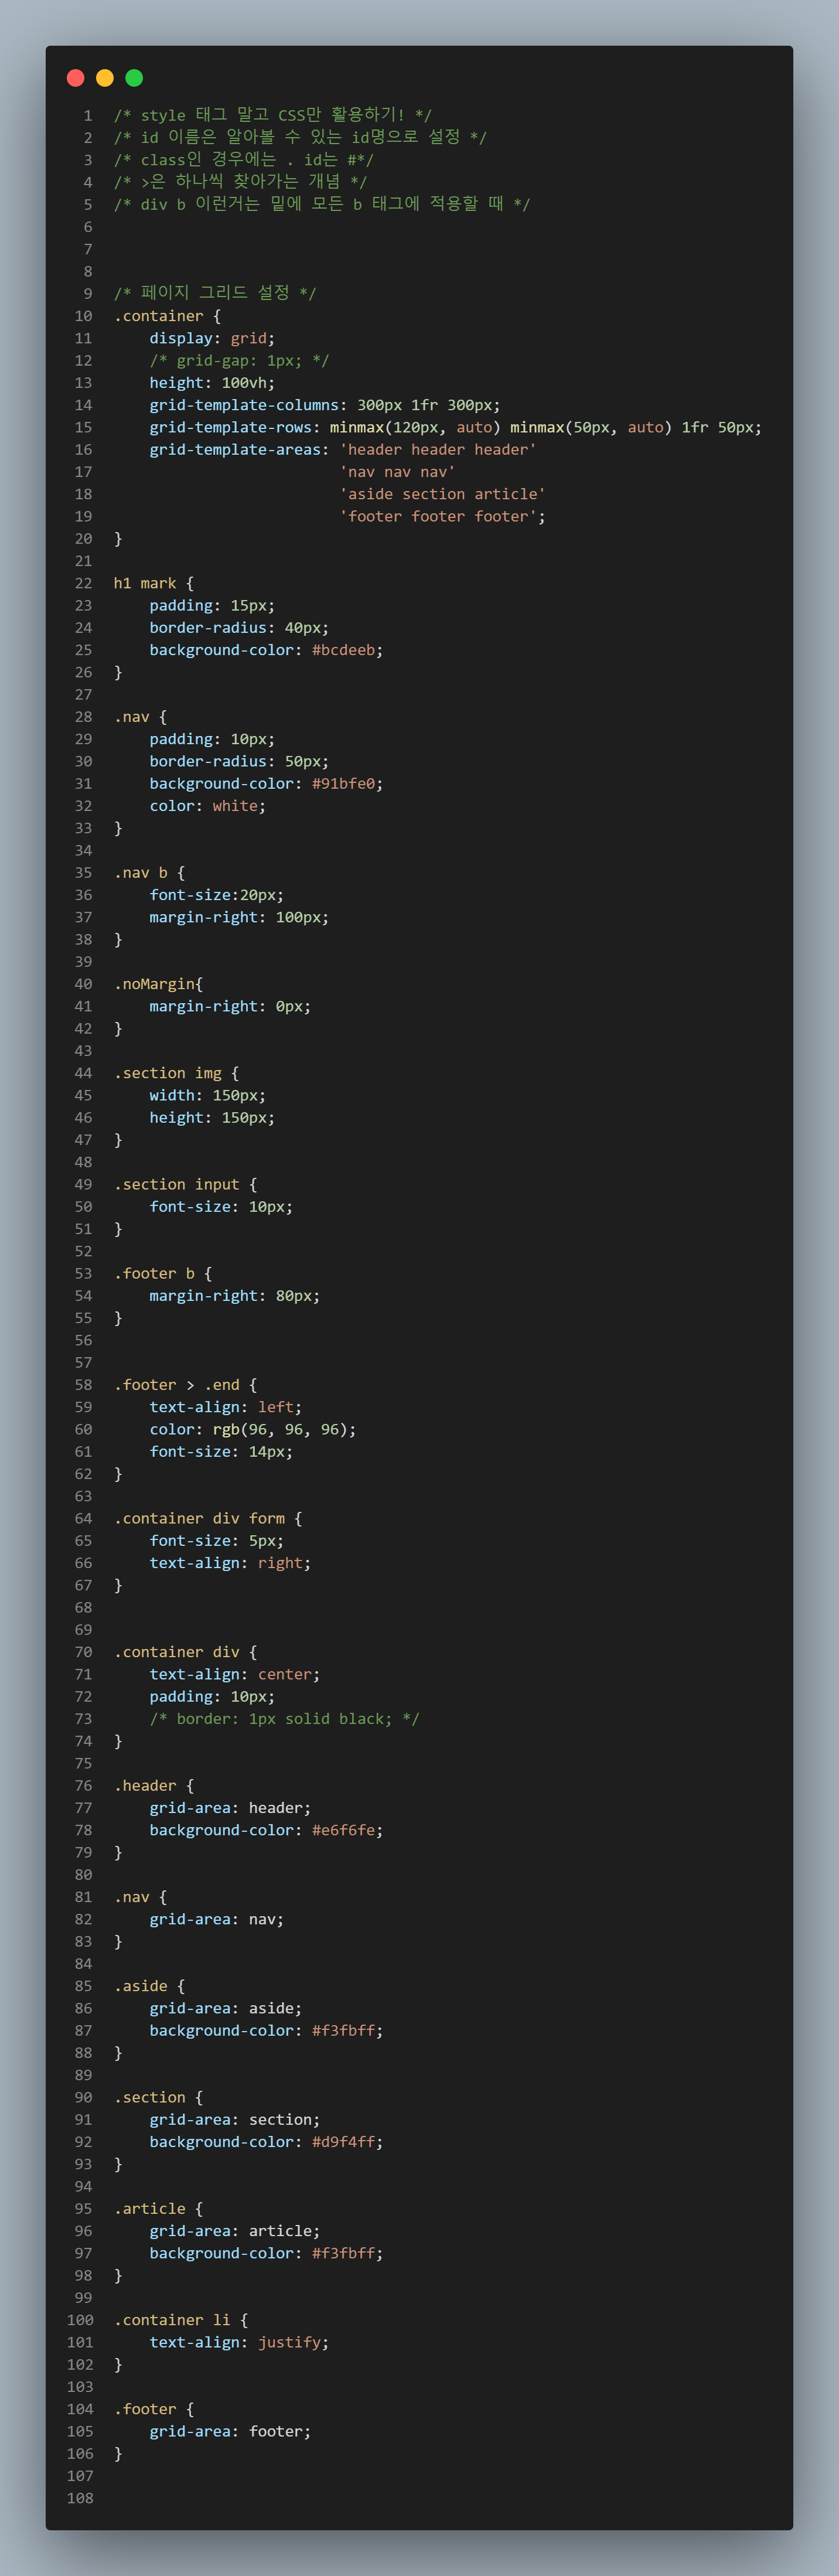 1 /* style 태그 말고 CSS만 활용하기! */
2 /* id 이름은 알아볼 수 있는 id명으로 설정 */
3 /* class인 경우에는 . id는 #*/
4 /* >은 하나씩 찾아가는 개념 */
5 /* div b 이런거는 밑에 모든 b 태그에 적용할 때 */
6
7
8
9 /* 페이지 그리드 설정 */
10 .container {
11     display: grid;
12     /* grid-gap: 1px; */
13     height: 100vh;
14     grid-template-columns: 300px 1fr 300px;
15     grid-template-rows: minmax(120px, auto) minmax(50px, auto) 1fr 50px;
16     grid-template-areas: 'header header header'
17                          'nav nav nav'
18                          'aside section article'
19                          'footer footer footer';
20 }
21
22 h1 mark {
23     padding: 15px;
24     border-radius: 40px;
25     background-color: #bcdeeb;
26 }
27
28 .nav {
29     padding: 10px;
30     border-radius: 50px;
31     background-color: #91bfe0;
32     color: white;
33 }
34
35 .nav b {
36     font-size:20px;
37     margin-right: 100px;
38 }
39
40 .noMargin{
41     margin-right: 0px;
42 }
43
44 .section img {
45     width: 150px;
46     height: 150px;
47 }
48
49 .section input {
50     font-size: 10px;
51 }
52
53 .footer b {
54     margin-right: 80px;
55 }
56
57
58 .footer > .end {
59     text-align: left;
60     color: rgb(96, 96, 96);
61     font-size: 14px;
62 }
63
64 .container div form {
65     font-size: 5px;
66     text-align: right;
67 }
68
69
70 .container div {
71     text-align: center;
72     padding: 10px;
73     /* border: 1px solid black; */
74 }
75
76 .header {
77     grid-area: header;
78     background-color: #e6f6fe;
79 }
80
81 .nav {
82     grid-area: nav;
83 }
84
85 .aside {
86     grid-area: aside;
87     background-color: #f3fbff;
88 }
89
90 .section {
91     grid-area: section;
92     background-color: #d9f4ff;
93 }
94
95 .article {
96     grid-area: article;
97     background-color: #f3fbff;
98 }
99
100 .container li {
101     text-align: justify;
102 }
103
104 .footer {
105     grid-area: footer;
106 }
107
108